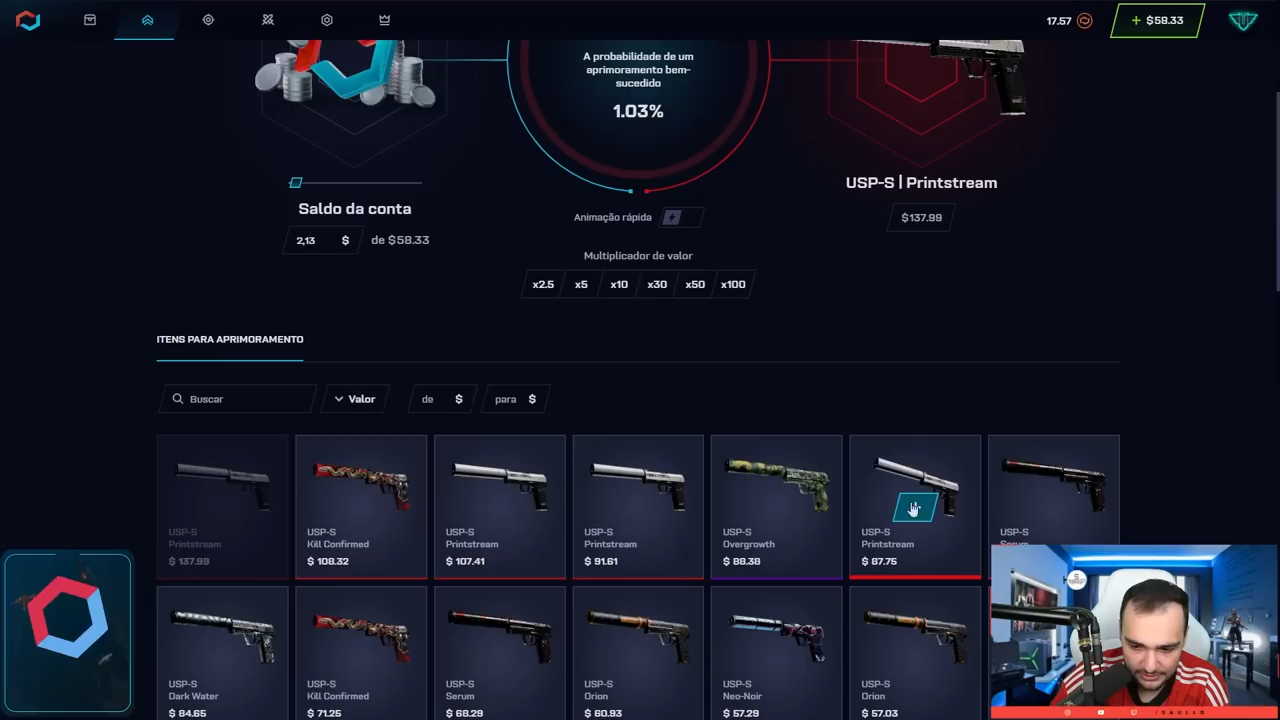 17.57
+ $58.33
A probabilidade de um
aprimoramento bem-
sucedido
1.03%
USP-S | Printstream
$137.99
Saldo da conta
2,13 $ de $58.33
Animação rápida
Multiplicador de valor
x2.5 x5 x10 x30 x50 x100
ITENS PARA APRIMORAMENTO
Buscar
Valor
de $
para $
USP-S
Printstream
$ 137.99
USP-S
Kill Confirmed
$ 108.32
USP-S
Printstream
$ 107.41
USP-S
Printstream
$ 91.61
USP-S
Overgrowth
$ 88.38
USP-S
Printstream
$ 87.75
USP-S
Serum
USP-S
Dark Water
$ 84.65
USP-S
Kill Confirmed
$ 71.25
USP-S
Serum
$ 68.29
USP-S
Orion
$ 60.93
USP-S
Neo-Noir
$ 57.29
USP-S
Orion
$ 57.03